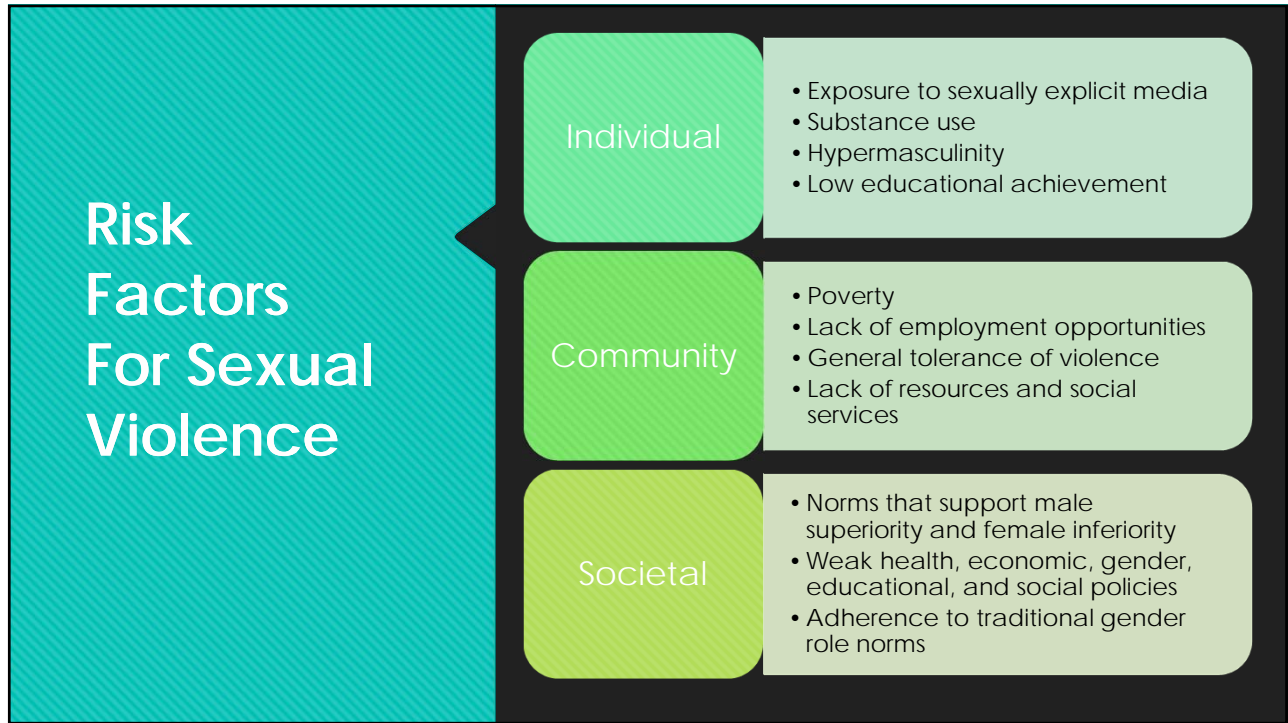 Risk
Factors
For Sexual
Violence
Individual
• Exposure to sexually explicit media
• Substance use
• Hypermasculinity
• Low educational achievement
Community
• Poverty
• Lack of employment opportunities
• General tolerance of violence
• Lack of resources and social
services
Societal
• Norms that support male
superiority and female inferiority
• Weak health, economic, gender,
educational, and social policies
• Adherence to traditional gender
role norms